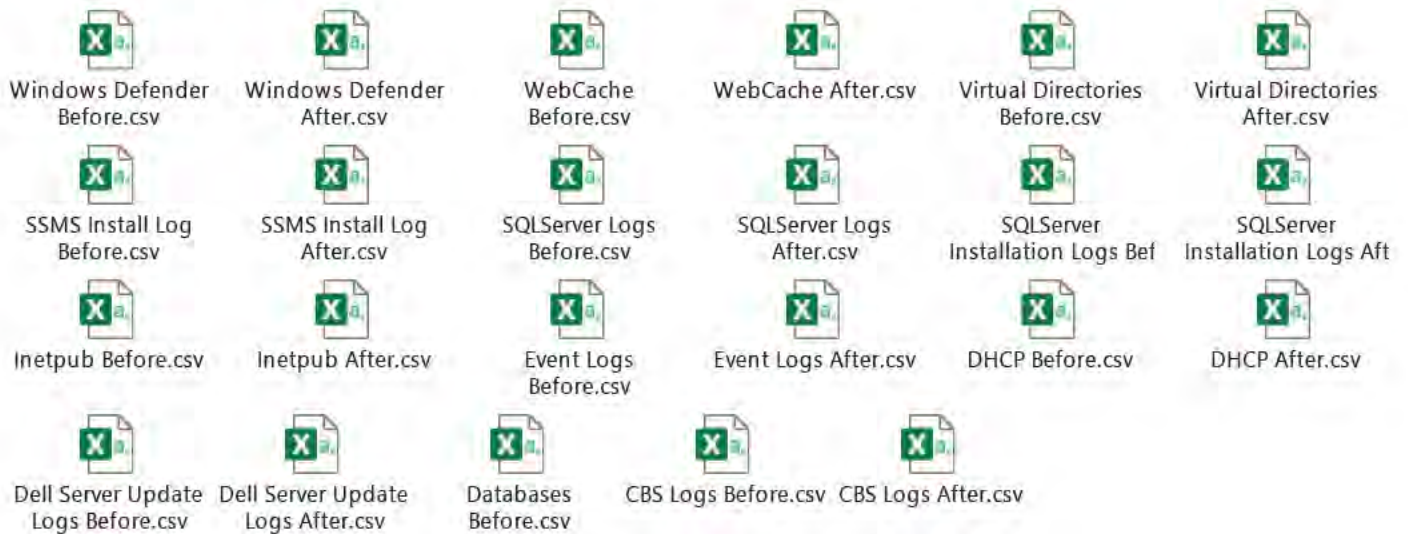 Windows Defender Windows Defender WebCache WebCache After.csv Virtual Directories Virtual Directories
Before.csv After.csv Before.csv Before.csv After.csv
SSMS Install Log SSMS Install Log SQLServer Logs SQLServer Logs SQLServer SQLServer
Before.csv After.csv Before.csv After.csv Installation Logs Bef Installation Logs Aft
Inetpub Before.csv Inetpub After.csv Event Logs Event Logs After.csv DHCP Before.csv DHCP After.csv
Before.csv
Dell Server Update Dell Server Update Databases CBS Logs Before.csv CBS Logs After.csv
Logs Before.csv Logs After.csv Before.csv